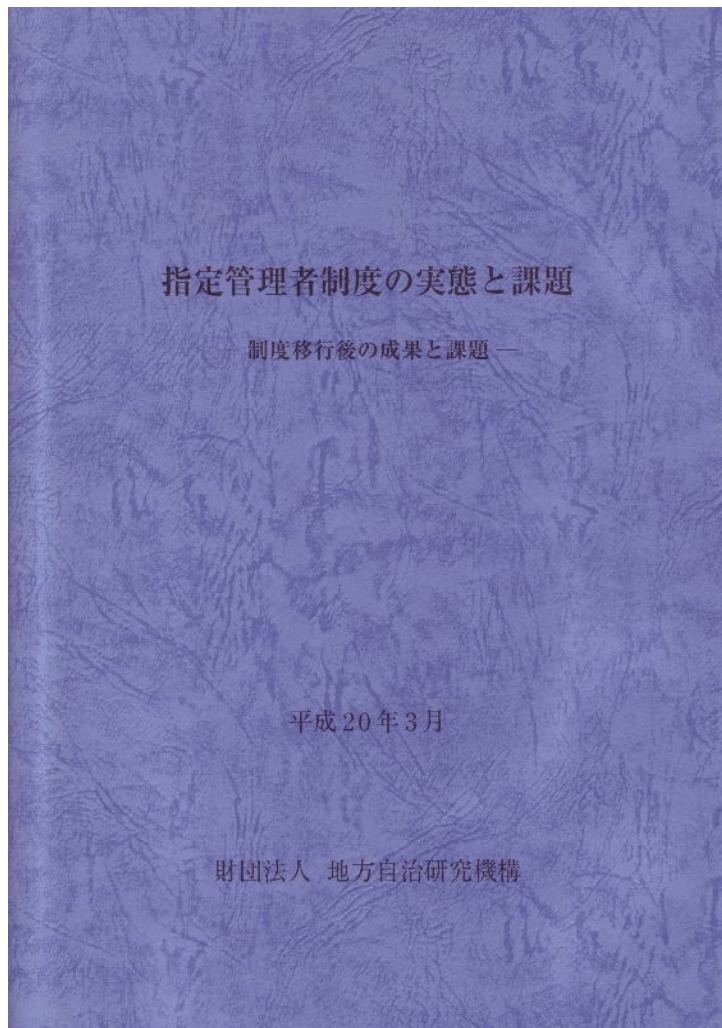 指定管理者制度の実態と課題
― 制度移行後の成果と課題 ―
平成20年3月
財団法人 地方自治研究機構